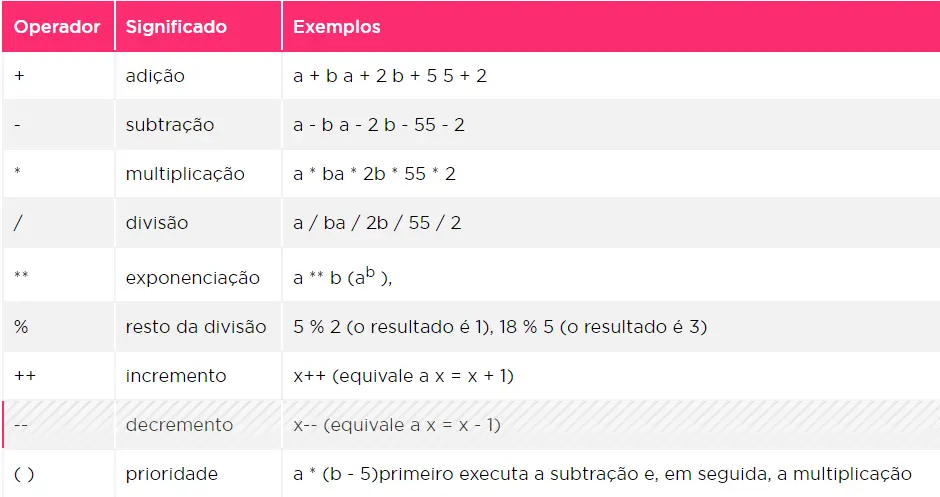 Operador Significado Exemplos
+ adição a + b a + 2 b + 5 5 + 2
- subtração a - b a - 2 b - 55 - 2
* multiplicação a * ba * 2b * 55 * 2
/ divisão a / ba / 2b / 55 / 2
** exponenciação a ** b (a^b ),
% resto da divisão 5 % 2 (o resultado é 1), 18 % 5 (o resultado é 3)
++ incremento x++ (equivale a x = x + 1)
-- decremento x-- (equivale a x = x - 1)
( ) prioridade a * (b - 5)primeiro executa a subtração e, em seguida, a multiplicação